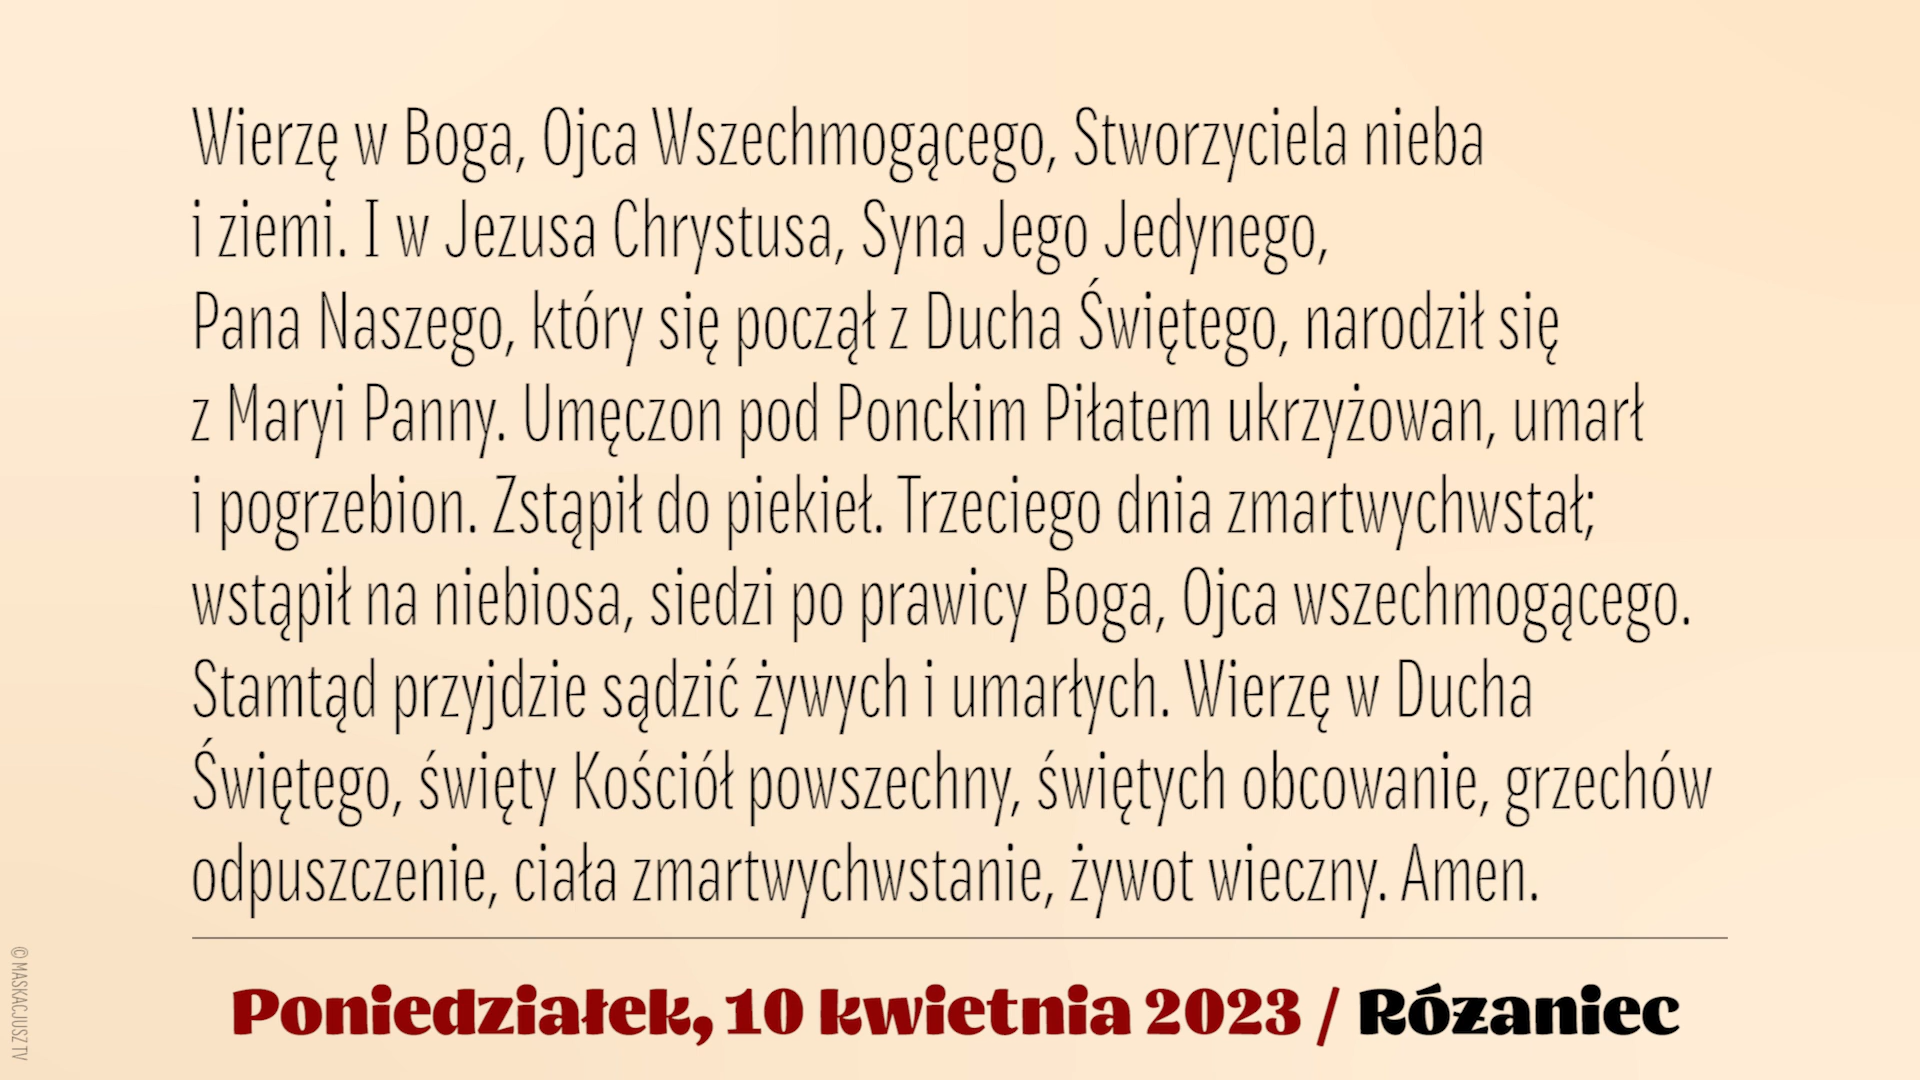 Wierzę w Boga, Ojca Wszechmogącego, Stworzyciela nieba
i ziemi. I w Jezusa Chrystusa, Syna Jego Jedynego,
Pana Naszego, który się począł z Ducha Świętego, narodził się
z Maryi Panny. Umęczon pod Ponckim Piłatem ukrzyżowan, umarł
i pogrzebion. Zstąpił do piekieł. Trzeciego dnia zmartwychwstał;
wstąpił na niebiosa, siedzi po prawicy Boga, Ojca wszechmogącego.
Stamtąd przyjdzie sądzić żywych i umarłych. Wierzę w Ducha
Świętego, święty Kościół powszechny, świętych obcowanie, grzechów
odpuszczenie, ciała zmartwychwstanie, żywot wieczny. Amen.
Poniedziałek, 10 kwietnia 2023 / Rózaniec
© MASKACJUSZ TV